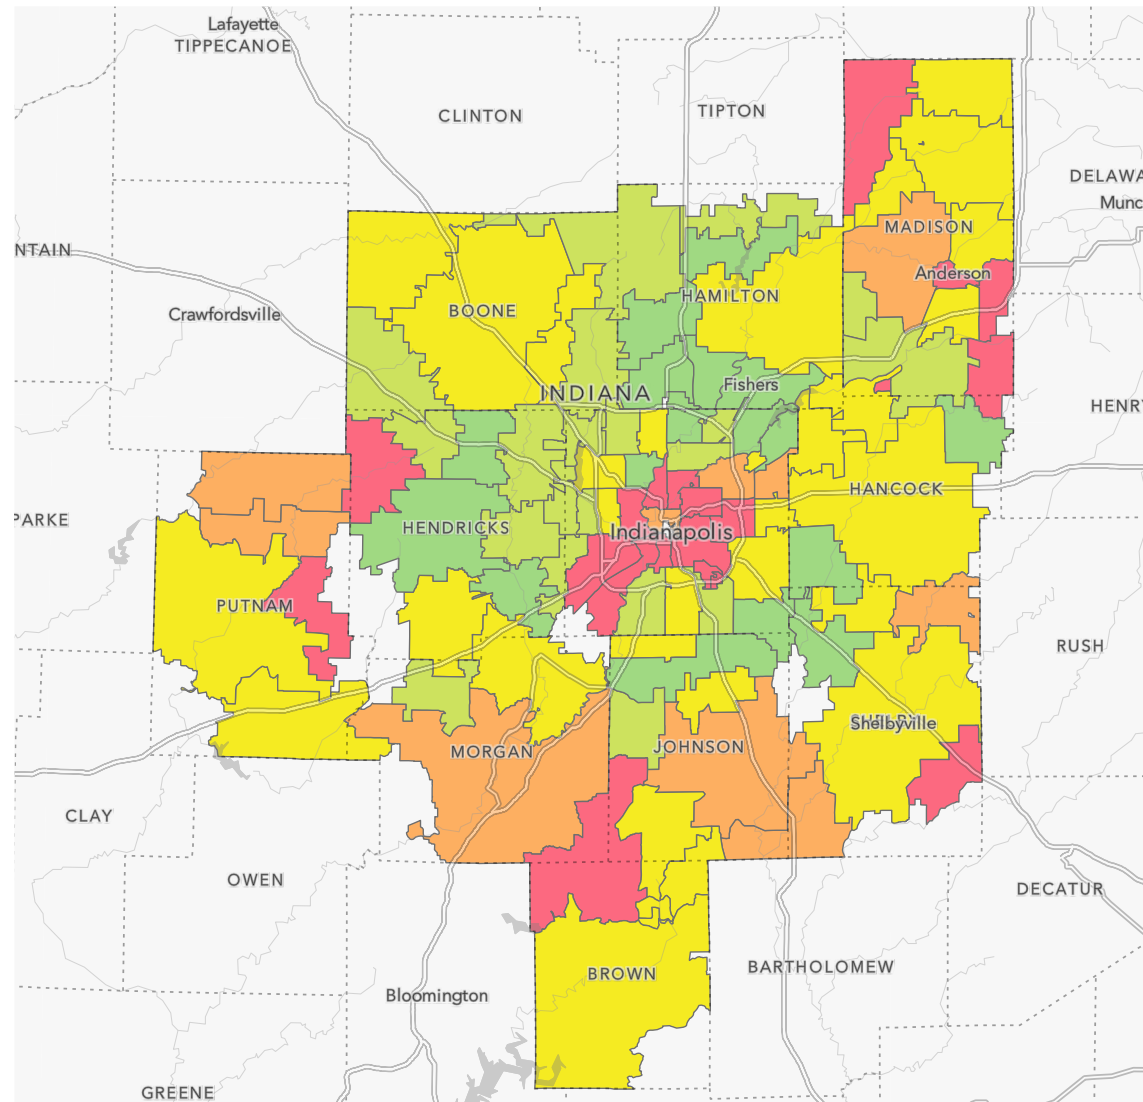 Lafayette
TIPPECANOE
CLINTON
TIPTON
DELAWA
Munc
NTAIN
MADISON
Anderson
Crawfordsville
BOONE
HAMILTON
INDIANA
Fishers
HENRY
HANCOCK
PARKE
HENDRICKS
Indianapolis
PUTNAM
RUSH
Shelbyville
MORGAN
JOHNSON
CLAY
OWEN
DECATUR
BROWN
BARTHOLOMEW
Bloomington
GREENE